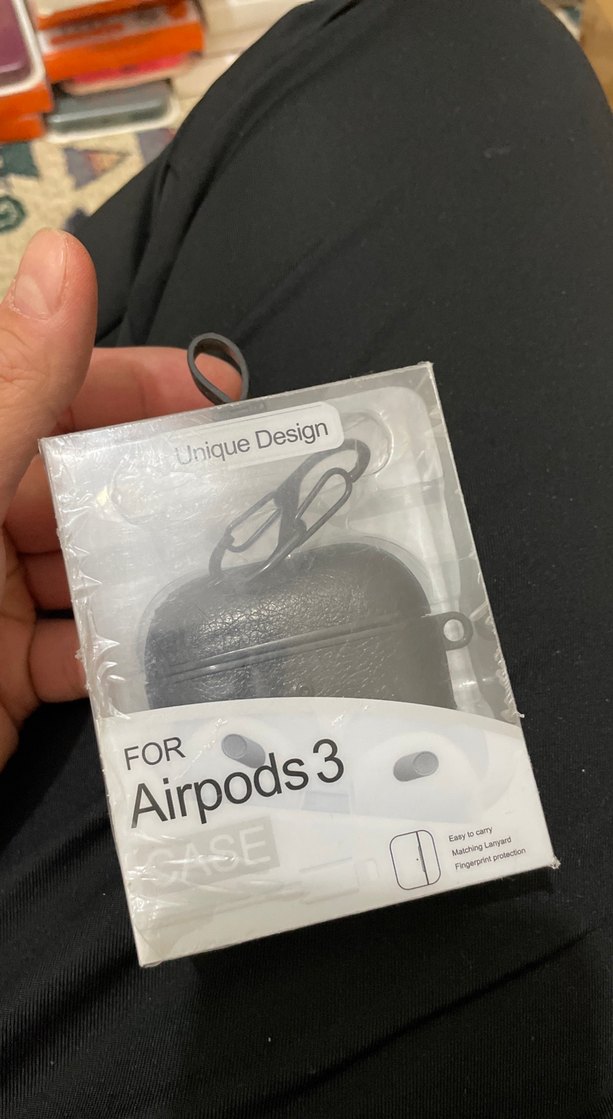 Unique Design
FOR
Airpods 3
CASE
Easy to carry
Matching Lanyard
Fingerprint protection